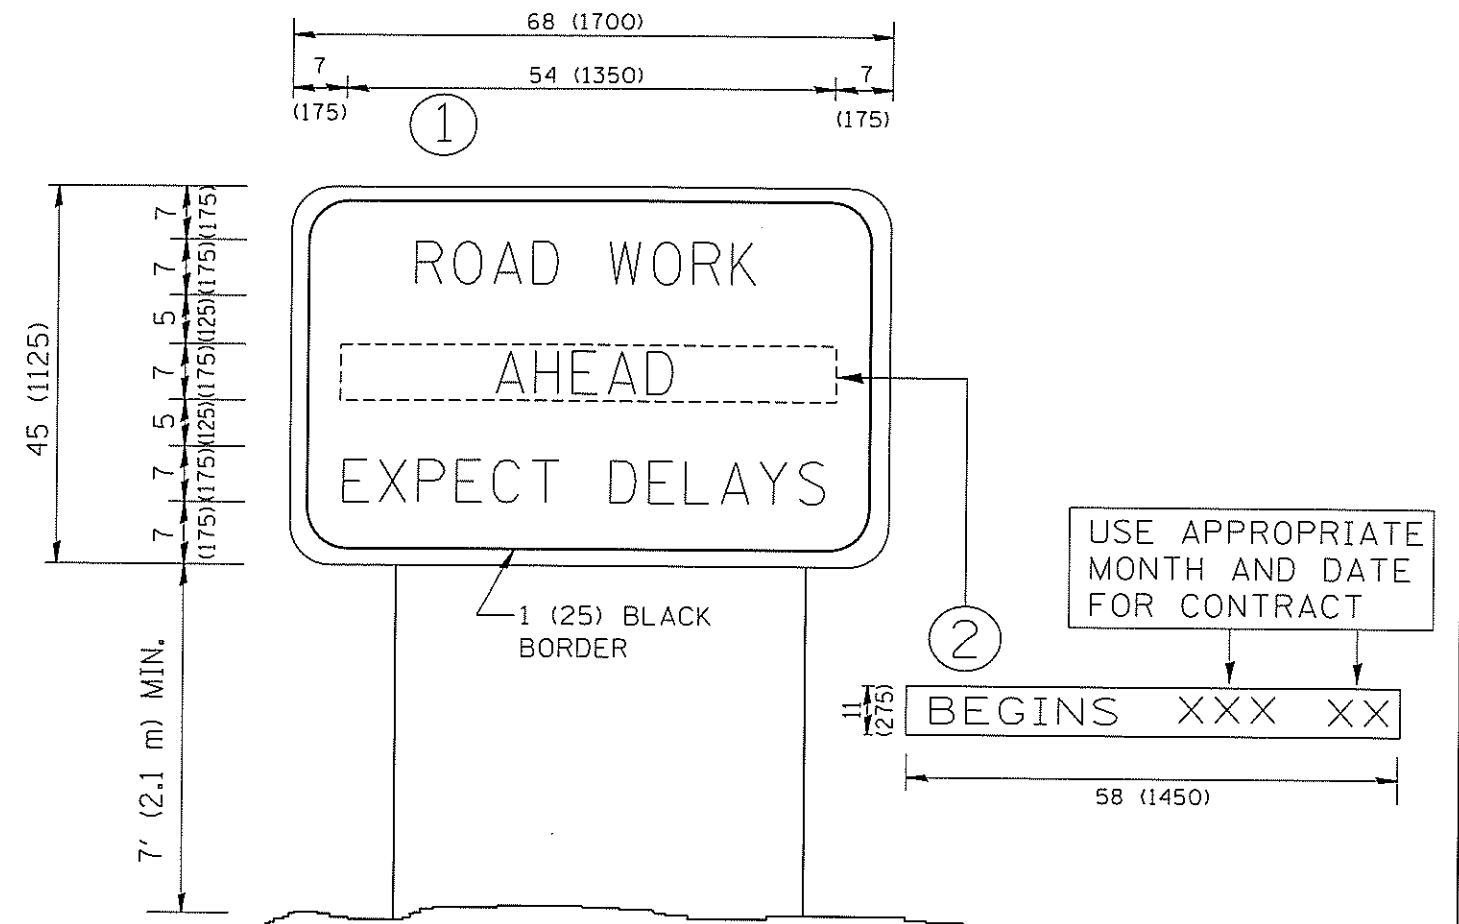 68 (1700)
7 54 (1350) 7
(175) (175)
1
7 (175)
7 (175)
5 (125)
7 (175)
5 (125)
7 (175)
7 (175)
45 (1125)
ROAD WORK
AHEAD
EXPECT DELAYS
1 (25) BLACK
BORDER
7' (2.1 m) MIN.
USE APPROPRIATE
MONTH AND DATE
FOR CONTRACT
2
11
(275)
BEGINS XXX XX
58 (1450)